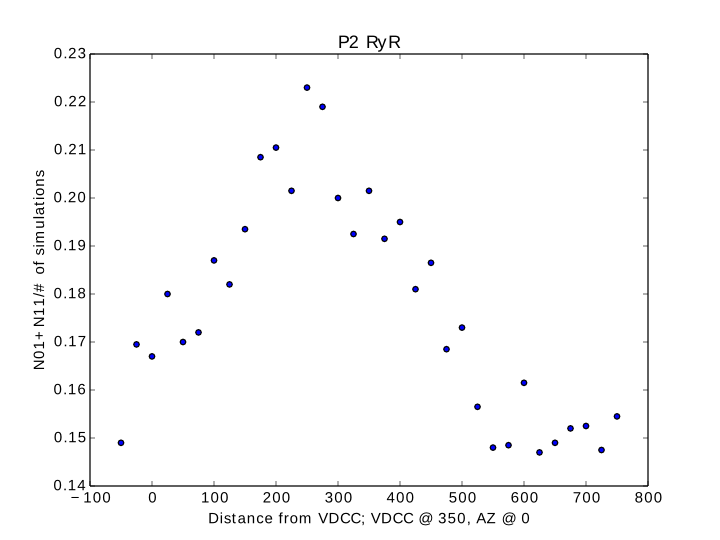 P2 RyR
0.23
0.22
0.21
0.20
0.19
0.18
0.17
0.16
0.15
0.14
N01+N11/# of simulations
−100 0 100 200 300 400 500 600 700 800
Distance from VDCC; VDCC @ 350, AZ @ 0